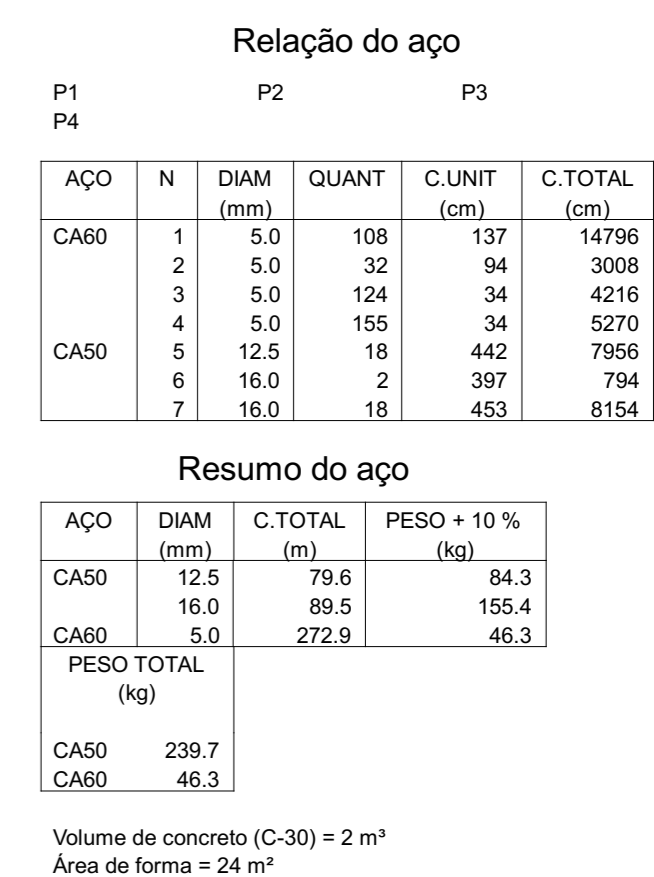 Relação do aço
P1 P2 P3
P4
AÇO N DIAM QUANT C.UNIT C.TOTAL
(mm) (cm) (cm)
CA60 1 5.0 108 137 14796
2 5.0 32 94 3008
3 5.0 124 34 4216
4 5.0 155 34 5270
CA50 5 12.5 18 442 7956
6 16.0 2 397 794
7 16.0 18 453 8154
Resumo do aço
AÇO DIAM C.TOTAL PESO + 10 %
(mm) (m) (kg)
CA50 12.5 79.6 84.3
16.0 89.5 155.4
CA60 5.0 272.9 46.3
PESO TOTAL
(kg)
CA50 239.7
CA60 46.3
Volume de concreto (C-30) = 2 m³
Área de forma = 24 m²